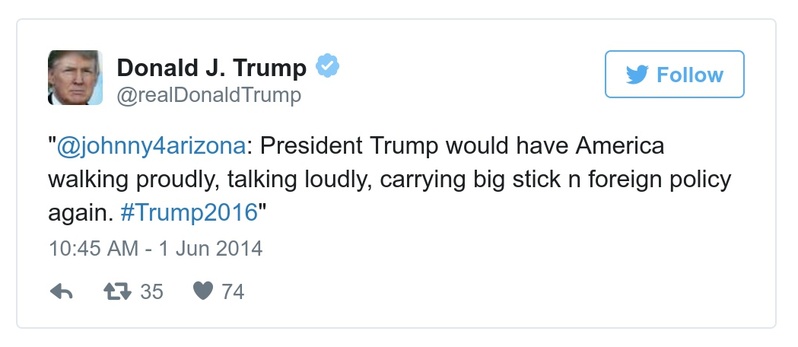 Donald J. Trump
@realDonaldTrump
Follow
"@johnny4arizona: President Trump would have America
walking proudly, talking loudly, carrying big stick n foreign policy
again. #Trump2016"
10:45 AM - 1 Jun 2014
35 74